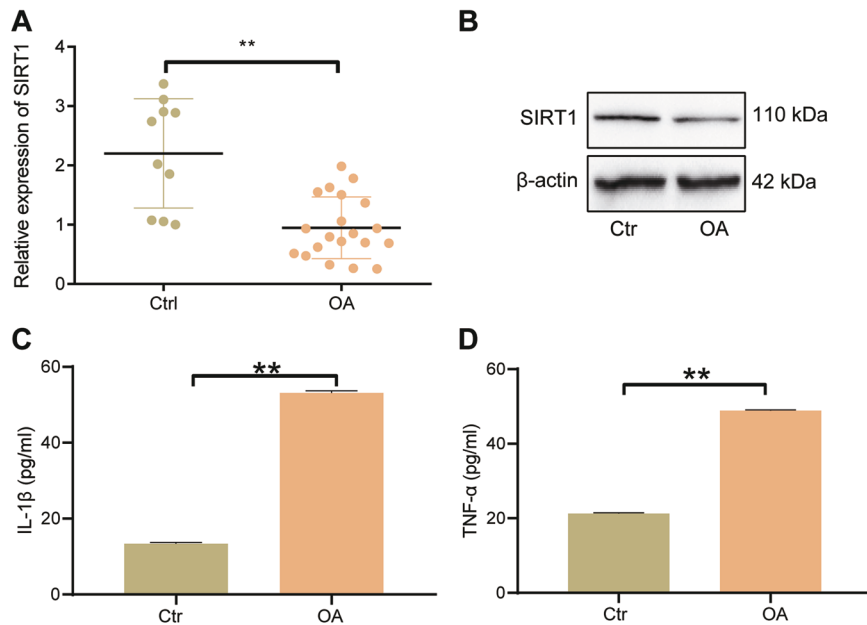 A
Relative expression of SIRT1
4
3
2
1
0
**
Ctrl
OA
B
SIRT1
110 kDa
β-actin
42 kDa
Ctr
OA
C
IL-1β (pg/ml)
60
40
20
0
**
Ctr
OA
D
TNF-α (pg/ml)
60
40
20
0
**
Ctr
OA